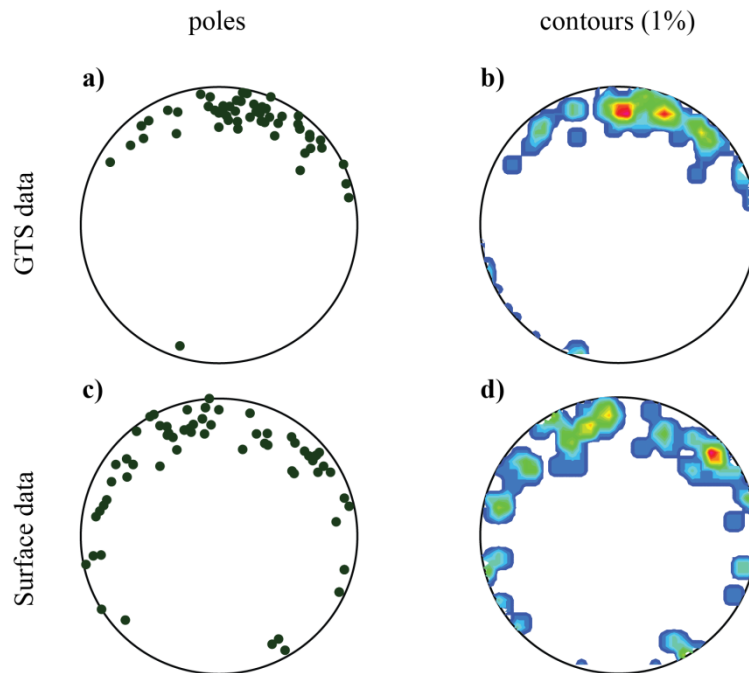 poles
contours (1%)
a)
b)
GTS data
c)
d)
Surface data